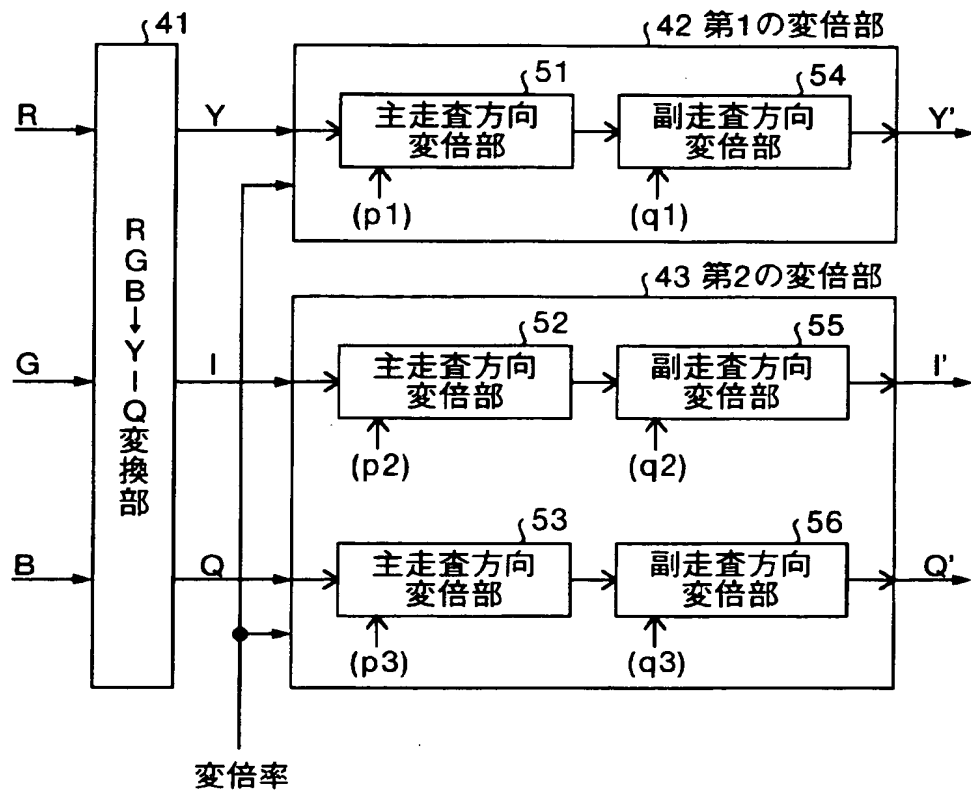 41
42 第1の変倍部
R
Y
51
主走査方向
変倍部
(p1)
54
副走査方向
変倍部
(q1)
Y'
RGB→Y-Q変換部
43 第2の変倍部
G
I
52
主走査方向
変倍部
(p2)
55
副走査方向
変倍部
(q2)
I'
B
Q
53
主走査方向
変倍部
(p3)
56
副走査方向
変倍部
(q3)
Q'
変倍率